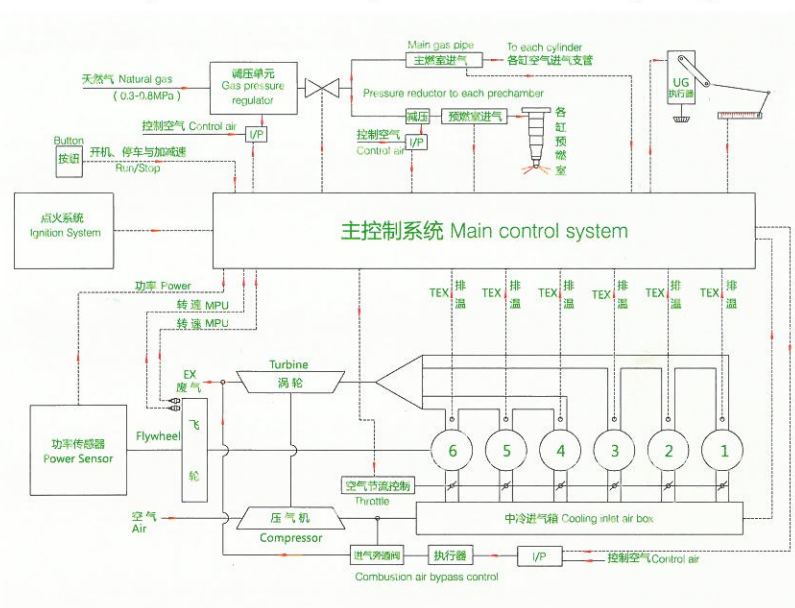 Main gas pipe
主燃室进气
To each cylinder
各缸空气进气支管
天然气 Natural gas
(0.3-0.8MPa)
减压单元
Gas pressure
regulator
Pressure reductor to each prechamber
减压
预燃室进气
各缸预燃室
UG
执行器
控制空气 Control air
I/P
控制空气
Control air
I/P
Button
按钮
开机、停车与加减速
Run/Stop
点火系统
Ignition System
主控制系统 Main control system
功率 Power
转速 MPU
转速 MPU
TEX 排温
TEX 排温
TEX 排温
TEX 排温
TEX 排温
TEX 排温
Turbine
涡轮
EX
废气
功率传感器
Power Sensor
Flywheel
飞轮
6
5
4
3
2
1
空气节流控制
Throttle
空气
Air
压气机
Compressor
中冷进气箱 Cooling inlet air box
进气旁通阀
执行器
I/P
控制空气Control air
Combustion air bypass control